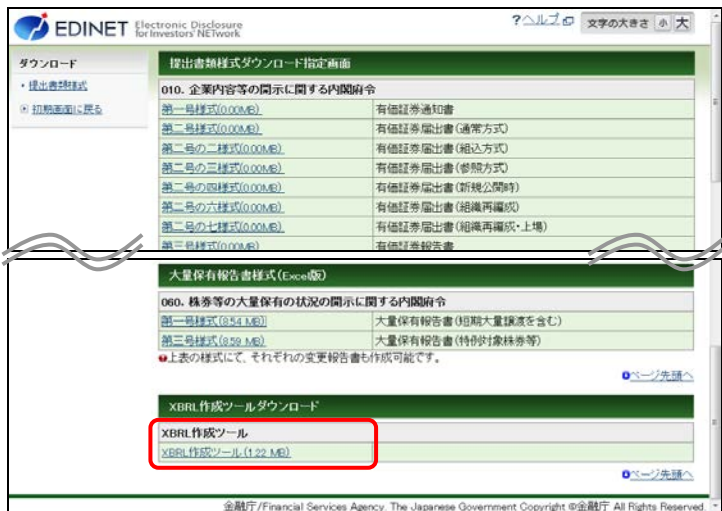 EDINET Electronic Disclosure for Investors' NETwork
?ヘルプ 文字の大きさ 小 大
ダウンロード
・提出書類様式
初期画面に戻る
提出書類様式ダウンロード指定画面
010. 企業内容等の開示に関する内閣府令
第一号様式(0.00MB) 有価証券通知書
第二号様式(0.00MB) 有価証券届出書(通常方式)
第二号の二様式(0.00MB) 有価証券届出書(組込方式)
第二号の三様式(0.00MB) 有価証券届出書(参照方式)
第二号の四様式(0.00MB) 有価証券届出書(新規公開時)
第二号の六様式(0.00MB) 有価証券届出書(組織再編成)
第二号の七様式(0.00MB) 有価証券届出書(組織再編成・上場)
第三号様式(0.00MB) 有価証券報告書
大量保有報告書様式(Excel版)
060. 株券等の大量保有の状況の開示に関する内閣府令
第一号様式(8.54 MB) 大量保有報告書(短期大量譲渡を含む)
第三号様式(8.59 MB) 大量保有報告書(特例対象株券等)
上表の様式にて、それぞれの変更報告書も作成可能です。
ページ先頭へ
XBRL作成ツールダウンロード
XBRL作成ツール
XBRL作成ツール(1.22 MB)
ページ先頭へ
金融庁/Financial Services Agency, The Japanese Government Copyright ©金融庁 All Rights Reserved.